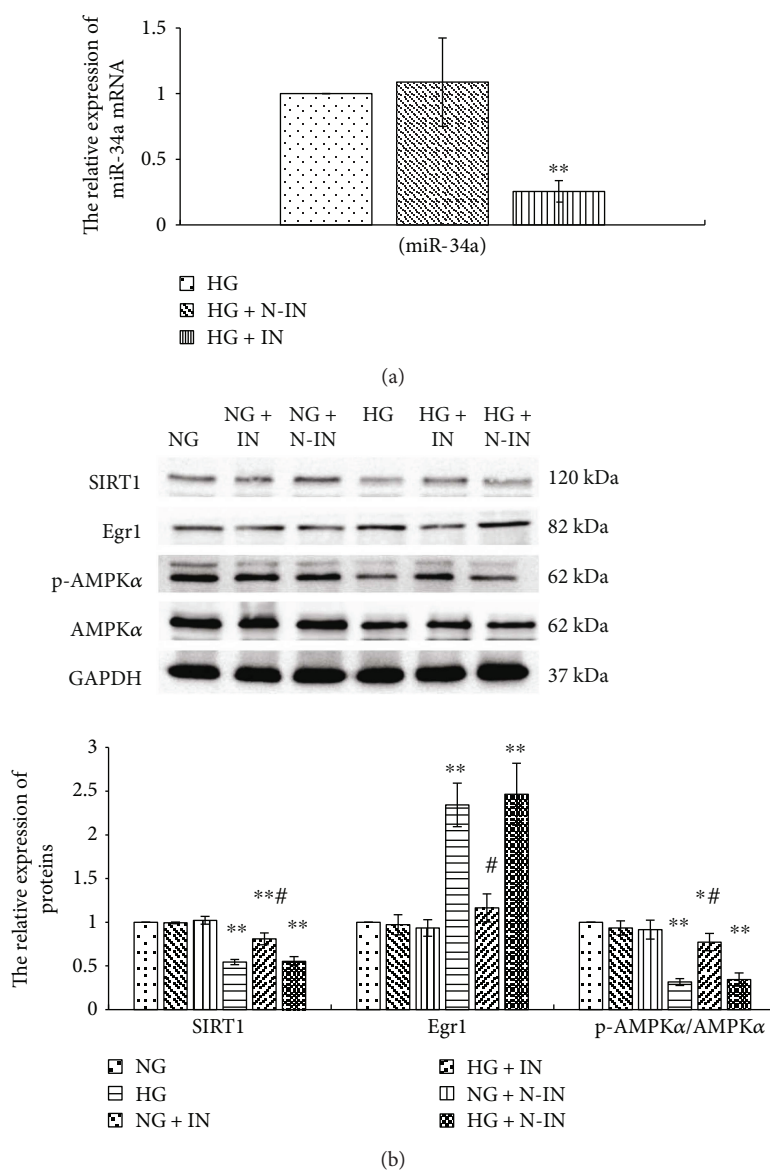 The relative expression of
miR-34a mRNA
1.5
1
0.5
0
**
(miR-34a)
HG
HG + N-IN
HG + IN
(a)
NG
NG +
IN
NG +
N-IN
HG
HG +
IN
HG +
N-IN
SIRT1
120 kDa
Egr1
82 kDa
p-AMPKα
62 kDa
AMPKα
62 kDa
GAPDH
37 kDa
The relative expression of
proteins
3
2.5
2
1.5
1
0.5
0
**
**#
**
**
#
**
**
*#
**
SIRT1
Egr1
p-AMPKα/AMPKα
NG
HG
NG + IN
HG + IN
NG + N-IN
HG + N-IN
(b)